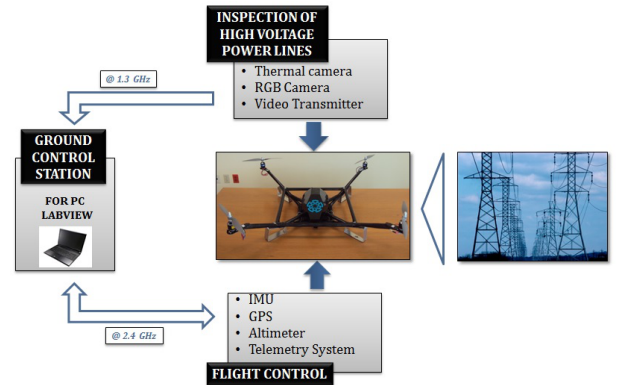 INSPECTION OF
HIGH VOLTAGE
POWER LINES
• Thermal camera
• RGB Camera
• Video Transmitter
@ 1.3 GHz
GROUND
CONTROL
STATION
FOR PC
LABVIEW
• IMU
• GPS
• Altimeter
• Telemetry System
@ 2.4 GHz
FLIGHT CONTROL